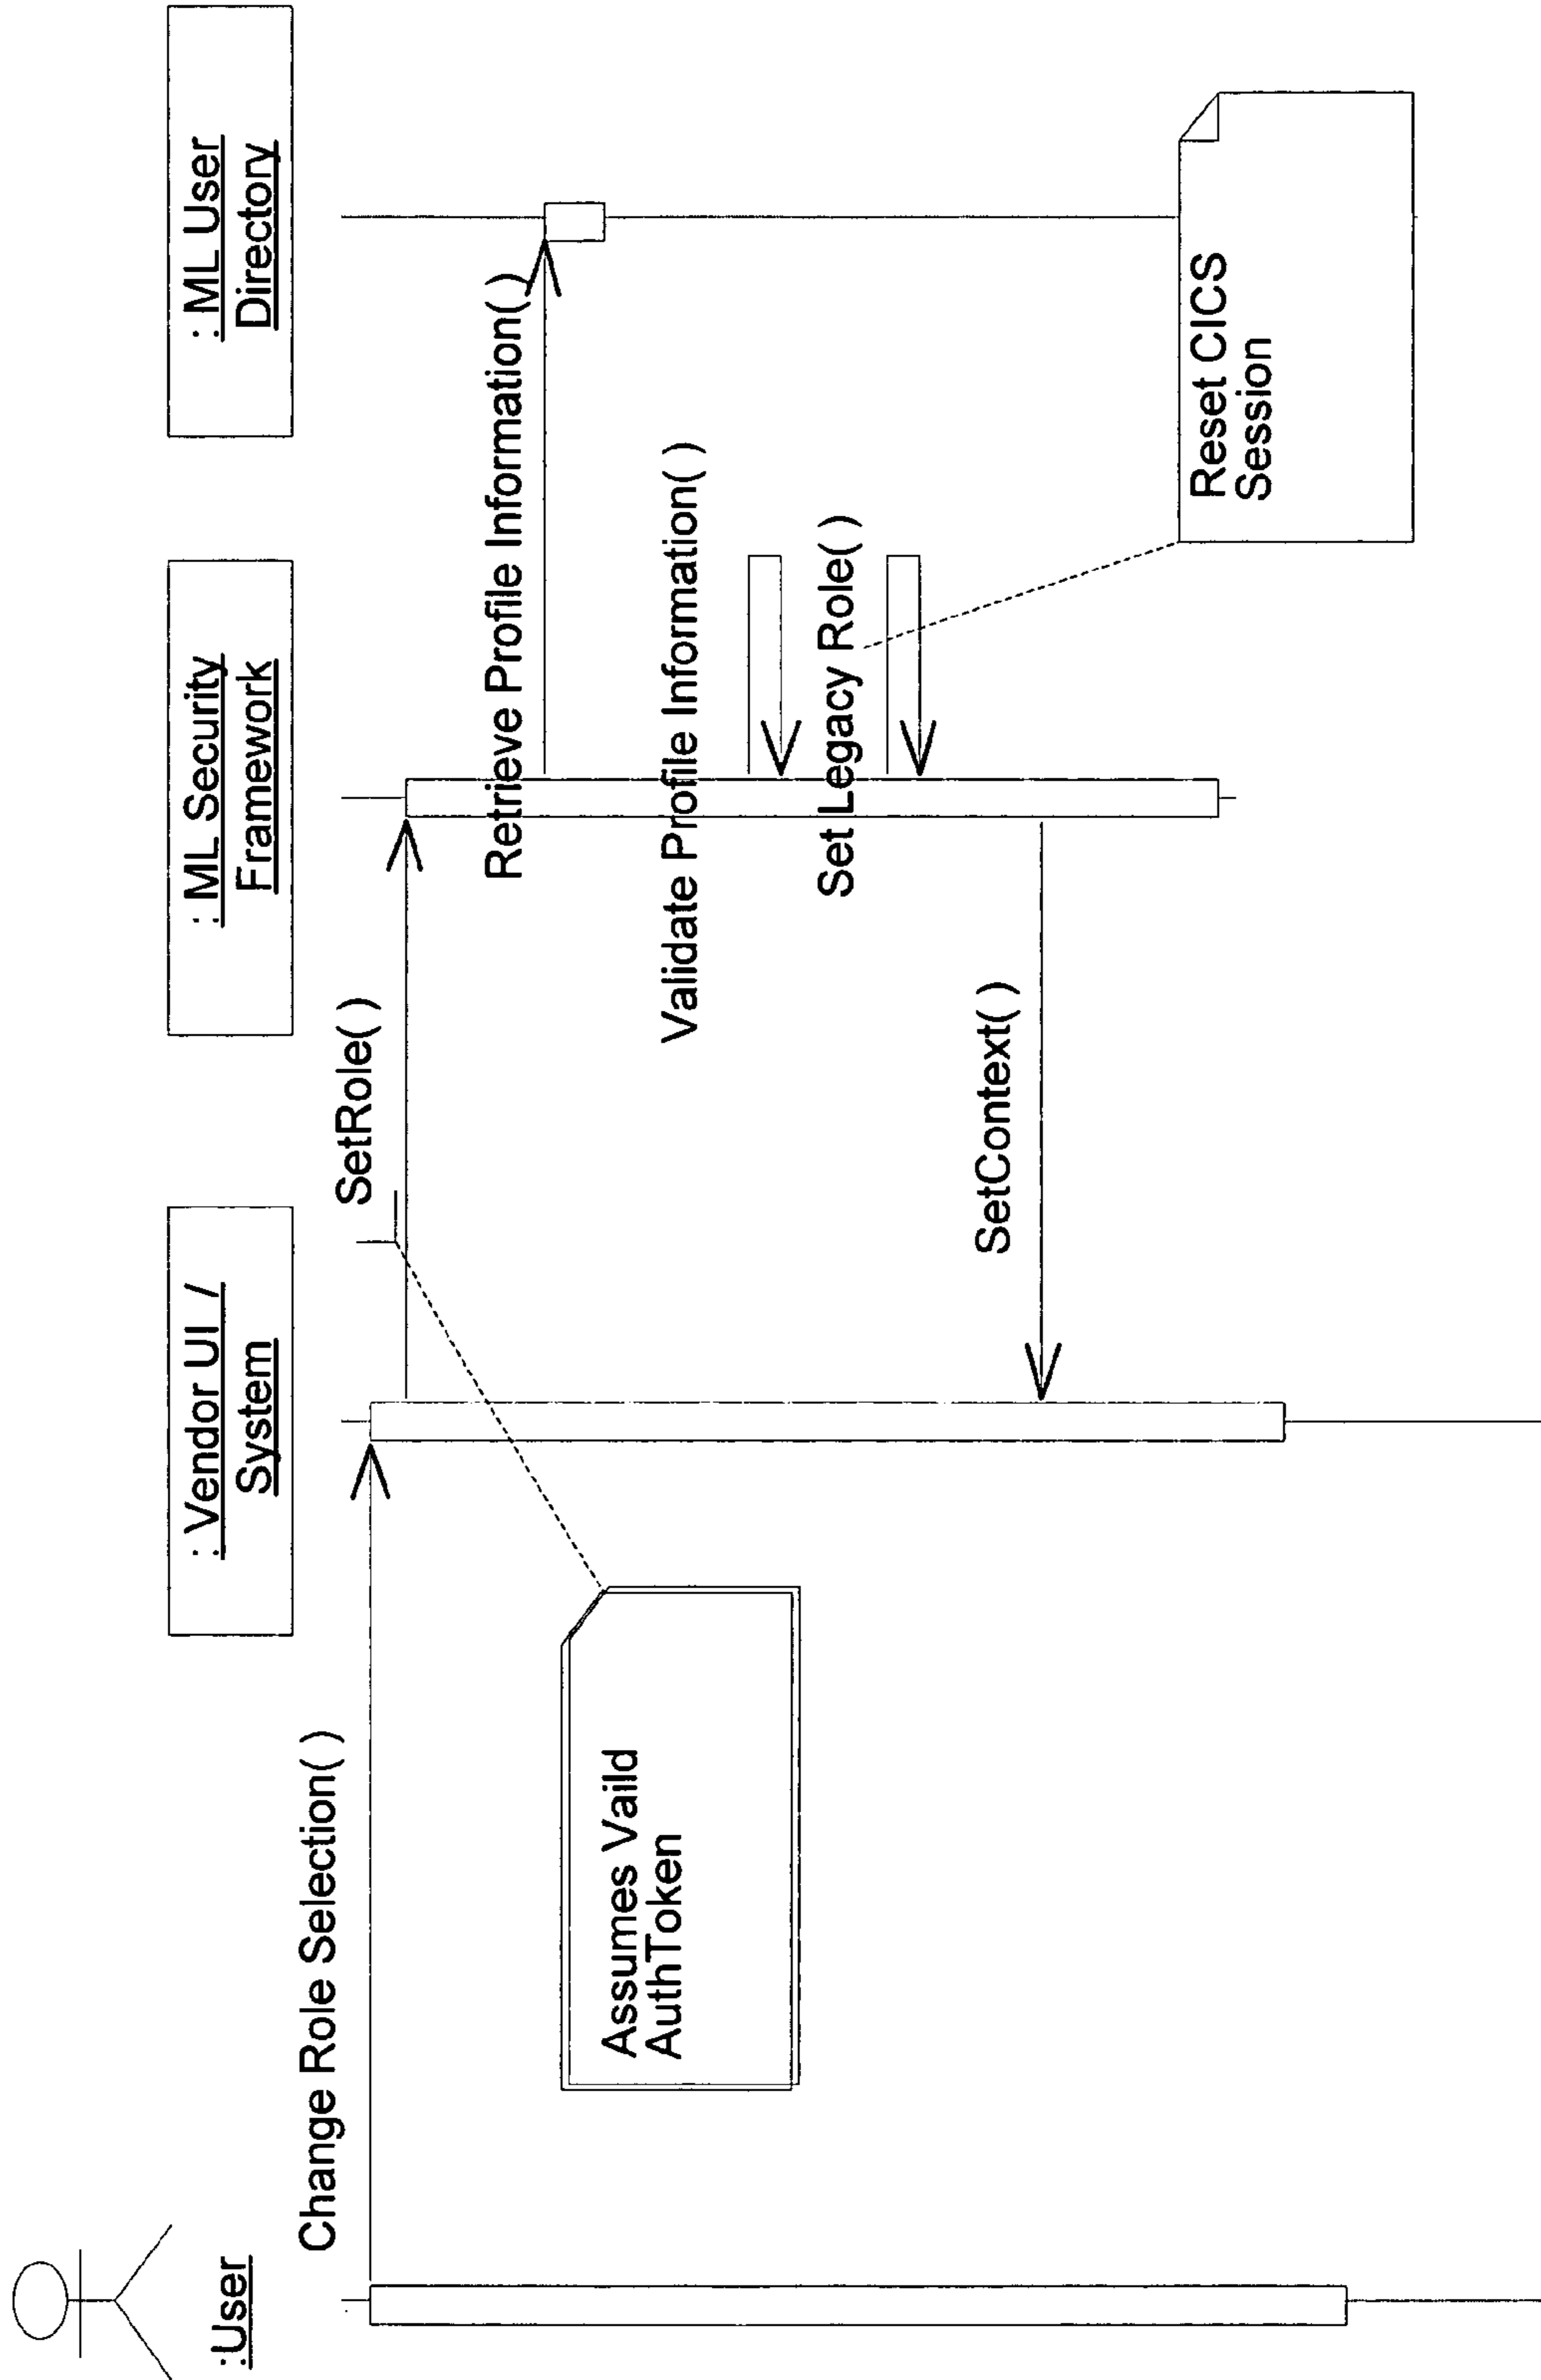 :User
: Vendor UI /
System
: ML Security
Framework
: ML User
Directory
Change Role Selection( )
SetRole( )
Retrieve Profile Information( )
Assumes Vaild
AuthToken
Validate Profile Information( )
Set Legacy Role( )
SetContext( )
Reset CICS
Session